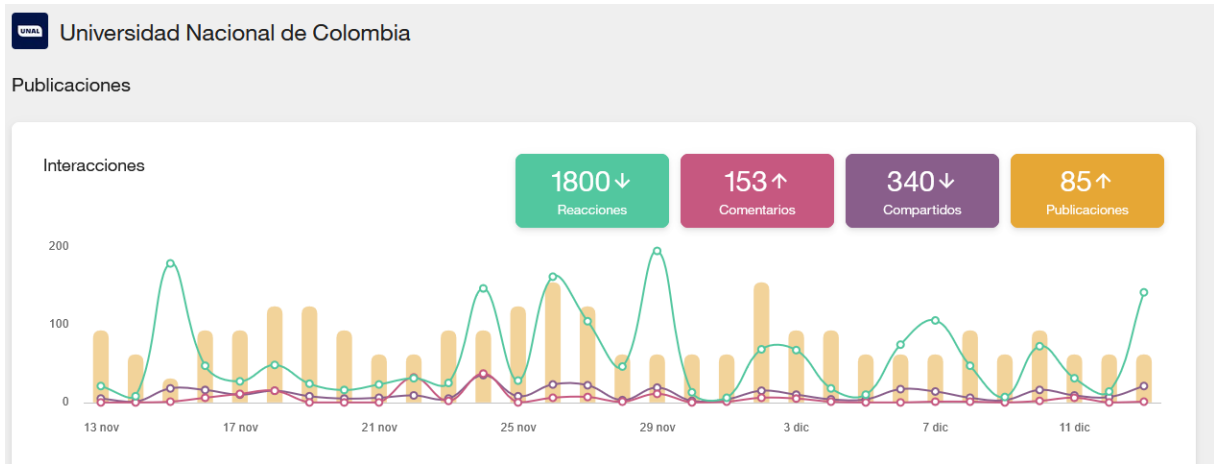 UNAL
Universidad Nacional de Colombia
Publicaciones
Interacciones
1800↓
Reacciones
153↑
Comentarios
340↓
Compartidos
85↑
Publicaciones
200
100
0
13 nov 17 nov 21 nov 25 nov 29 nov 3 dic 7 dic 11 dic